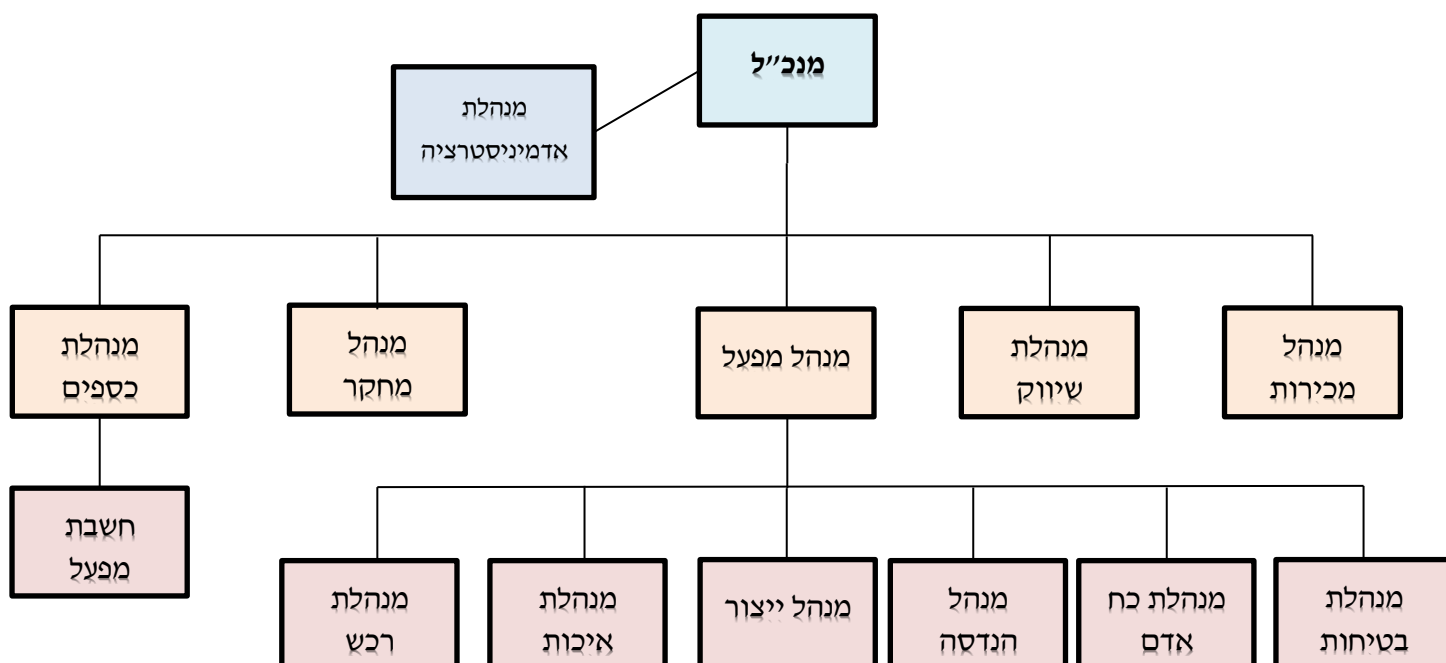 מנכ״ל
מנהלת
אדמיניסטרציה
מנהל
מכירות
מנהלת
שיווק
מנהל מפעל
מנהל
מחקר
מנהלת
כספים
חשבת
מפעל
מנהלת
בטיחות
מנהלת כח
אדם
מנהל
הנדסה
מנהל ייצור
מנהלת
איכות
מנהלת
רכש